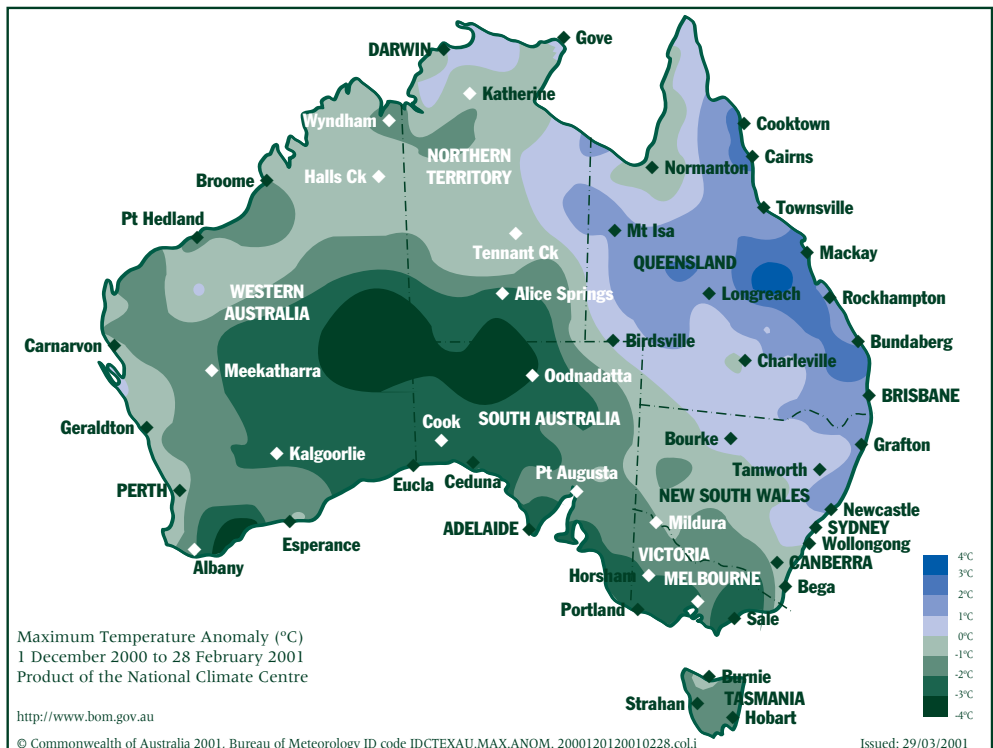 DARWIN
Gove
Katherine
Wyndham
Cooktown
NORTHERN
TERRITORY
Cairns
Normanton
Halls Ck
Broome
Townsville
Pt Hedland
Mt Isa
Tennant Ck
Mackay
QUEENSLAND
WESTERN
AUSTRALIA
Alice Springs
Longreach
Rockhampton
Carnarvon
Birdsville
Bundaberg
Charleville
Meekatharra
Oodnadatta
BRISBANE
SOUTH AUSTRALIA
Cook
Geraldton
Bourke
Grafton
Kalgoorlie
Tamworth
Pt Augusta
Eucla
Ceduna
PERTH
NEW SOUTH WALES
Newcastle
Mildura
SYDNEY
ADELAIDE
Wollongong
Esperance
VICTORIA
CANBERRA
Albany
Horsham
MELBOURNE
Bega
Portland
Sale
4°C
3°C
2°C
1°C
0°C
-1°C
-2°C
-3°C
-4°C
Burnie
TASMANIA
Strahan
Hobart
Maximum Temperature Anomaly (°C)
1 December 2000 to 28 February 2001
Product of the National Climate Centre
http://www.bom.gov.au
© Commonwealth of Australia 2001, Bureau of Meteorology ID code IDCTEXAU.MAX.ANOM. 2000120120010228.col.i
Issued: 29/03/2001